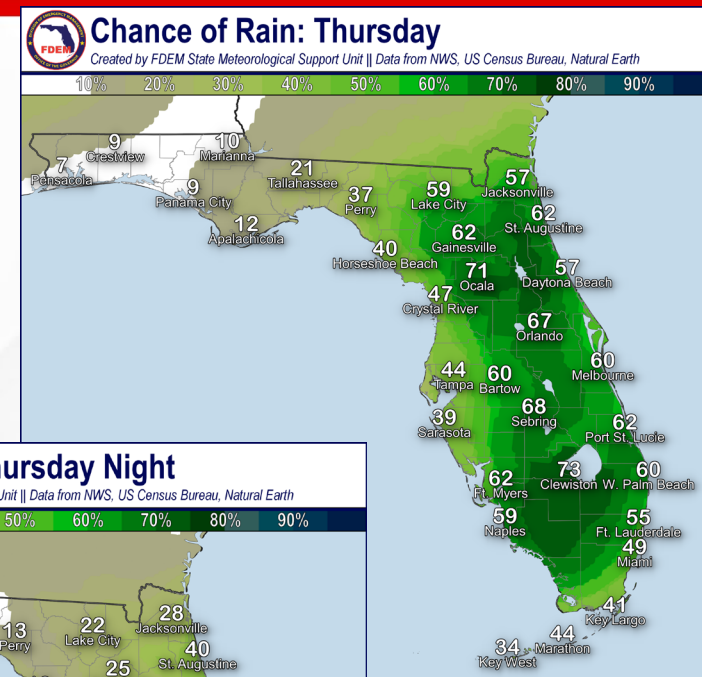 FDEM
Chance of Rain: Thursday
Created by FDEM State Meteorological Support Unit || Data from NWS, US Census Bureau, Natural Earth
10% 20% 30% 40% 50% 60% 70% 80% 90%
9
Crestview
10
Marianna
7
Pensacola
9
Panama City
21
Tallahassee
12
Apalachicola
37
Perry
59
Lake City
57
Jacksonville
62
St. Augustine
62
Gainesville
40
Horseshoe Beach
71
Ocala
57
Daytona Beach
47
Crystal River
67
Orlando
44
Tampa
60
Bartow
60
Melbourne
39
Sarasota
68
Sebring
62
Port St. Lucie
62
Ft. Myers
73
Clewiston
60
W. Palm Beach
59
Naples
55
Ft. Lauderdale
49
Miami
41
Key Largo
44
Marathon
34
Key West
ursday Night
Unit || Data from NWS, US Census Bureau, Natural Earth
50% 60% 70% 80% 90%
13
Perry
22
Lake City
28
Jacksonville
40
St. Augustine
25